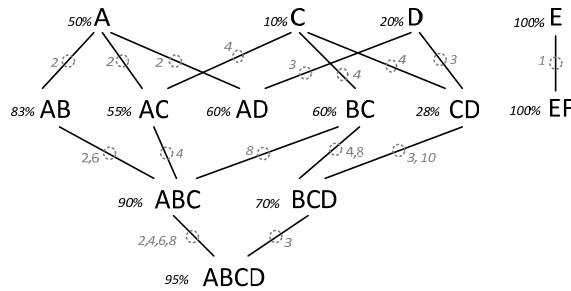 50% A 10% C 20% D 100% E
2 2 2 4 3 4 4 3 1
83% AB 55% AC 60% AD 60% BC 28% CD 100% EF
2,6 4 8 4,8 3, 10
90% ABC 70% BCD
2,4,6,8 3
95% ABCD